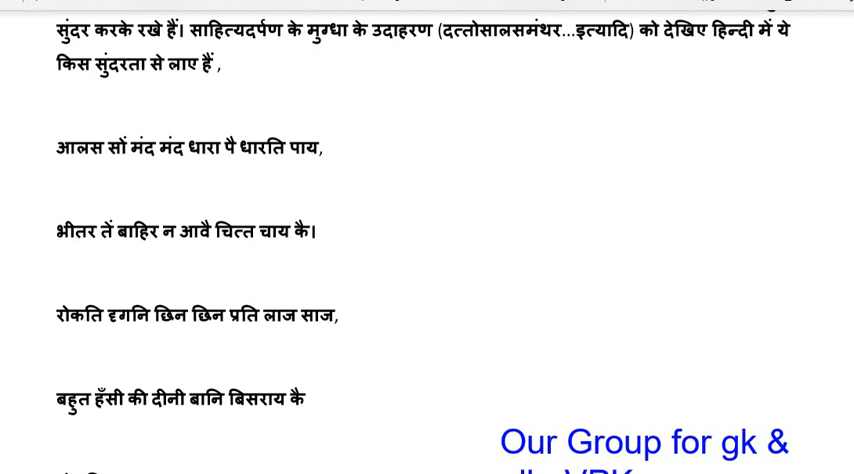 सुंदर करके रखे हैं। साहित्यदर्पण के मुग्धा के उदाहरण (दत्तोसालसमंथर...इत्यादि) को देखिए हिन्दी में ये
किस सुंदरता से लाए हैं ,
आलस सों मंद मंद धारा पै धारति पाय,
भीतर तें बाहिर न आवै चित्त चाय कै।
रोकति दृगनि छिन छिन प्रति लाज साज,
बहुत हँसी की दीनी बानि बिसराय कै
Our Group for gk &